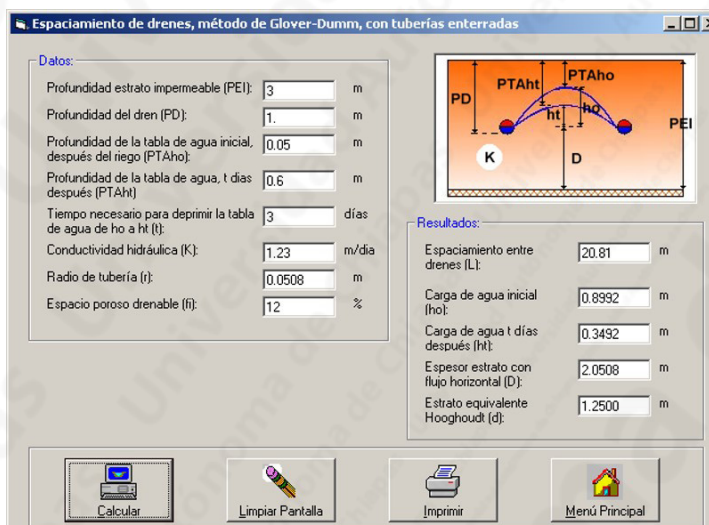 Espaciamiento de drenes, método de Glover-Dumm, con tuberías enterradas
Datos:
Profundidad estrato impermeable (PEI): 3 m
Profundidad del dren (PD): 1. m
Profundidad de la tabla de agua inicial,
después del riego (PTAho): 0.05 m
Profundidad de la tabla de agua, t dias
después (PTAht) 0.6 m
Tiempo necesario para deprimir la tabla
de agua de ho a ht (t): 3 días
Conductividad hidráulica (K): 1.23 m/dia
Radio de tubería (r): 0.0508 m
Espacio poroso drenable (fi): 12 %
PD
PTAht
PTAho
ht
ho
PEI
K
D
Resultados:
Espaciamiento entre
drenes (L): 20.81 m
Carga de agua inicial
(ho): 0.8992 m
Carga de agua t días
después (ht): 0.3492 m
Espesor estrato con
flujo horizontal (D): 2.0508 m
Estrato equivalente
Hooghoudt (d): 1.2500 m
Calcular
Limpiar Pantalla
Imprimir
Menú Principal